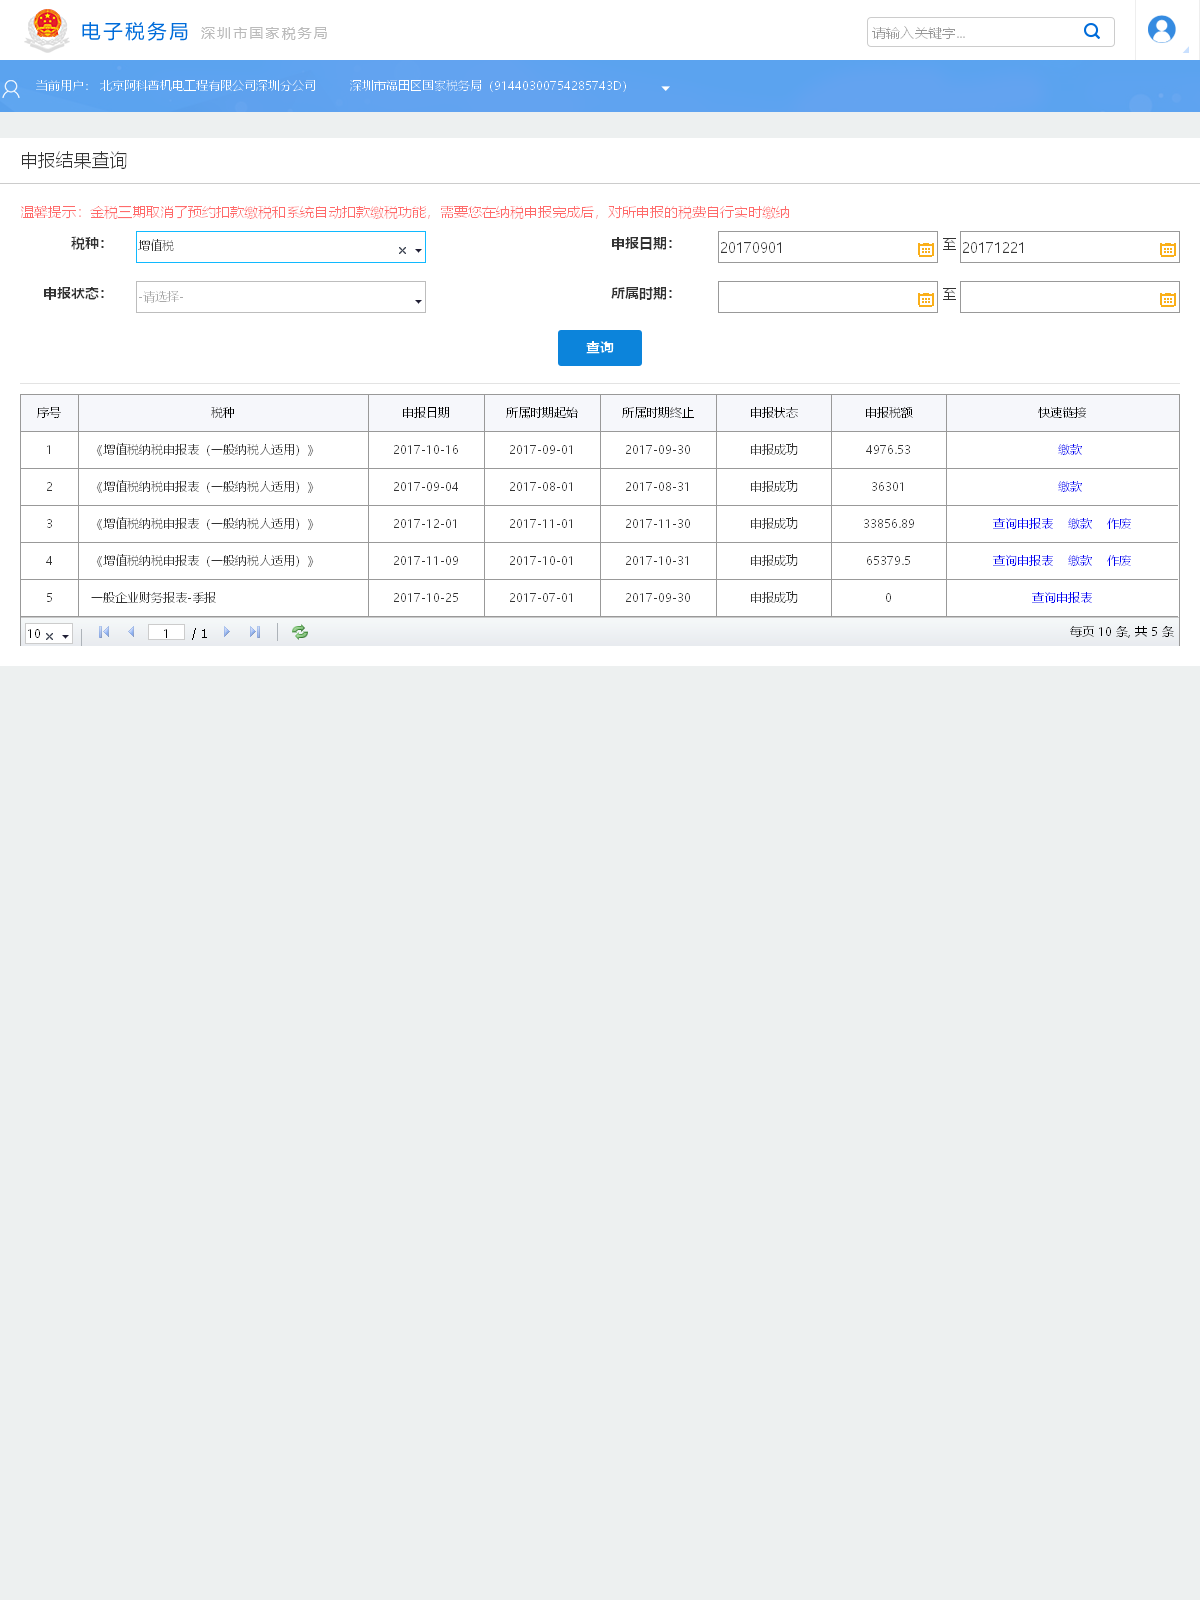 电子税务局 深圳市国家税务局 请输入关键字...
当前用户： 北京阿科西机电工程有限公司深圳分公司 深圳市福田区国家税务局（91440300754285743D）
申报结果查询
温馨提示：金税三期取消了预约扣款缴税和系统自动扣款缴税功能，需要您在纳税申报完成后，对所申报的税费自行实时缴纳
税种： 增值税 申报日期： 20170901 至 20171221
申报状态： -请选择- 所属时期： 至
查询
序号 税种 申报日期 所属时期起始 所属时期终止 申报状态 申报税额 快速链接
1 《增值税纳税申报表（一般纳税人适用）》 2017-10-16 2017-09-01 2017-09-30 申报成功 4976.53 缴款
2 《增值税纳税申报表（一般纳税人适用）》 2017-09-04 2017-08-01 2017-08-31 申报成功 36301 缴款
3 《增值税纳税申报表（一般纳税人适用）》 2017-12-01 2017-11-01 2017-11-30 申报成功 33856.89 查询申报表 缴款 作废
4 《增值税纳税申报表（一般纳税人适用）》 2017-11-09 2017-10-01 2017-10-31 申报成功 65379.5 查询申报表 缴款 作废
5 一般企业财务报表-季报 2017-10-25 2017-07-01 2017-09-30 申报成功 0 查询申报表
10 1 / 1 每页 10 条, 共 5 条